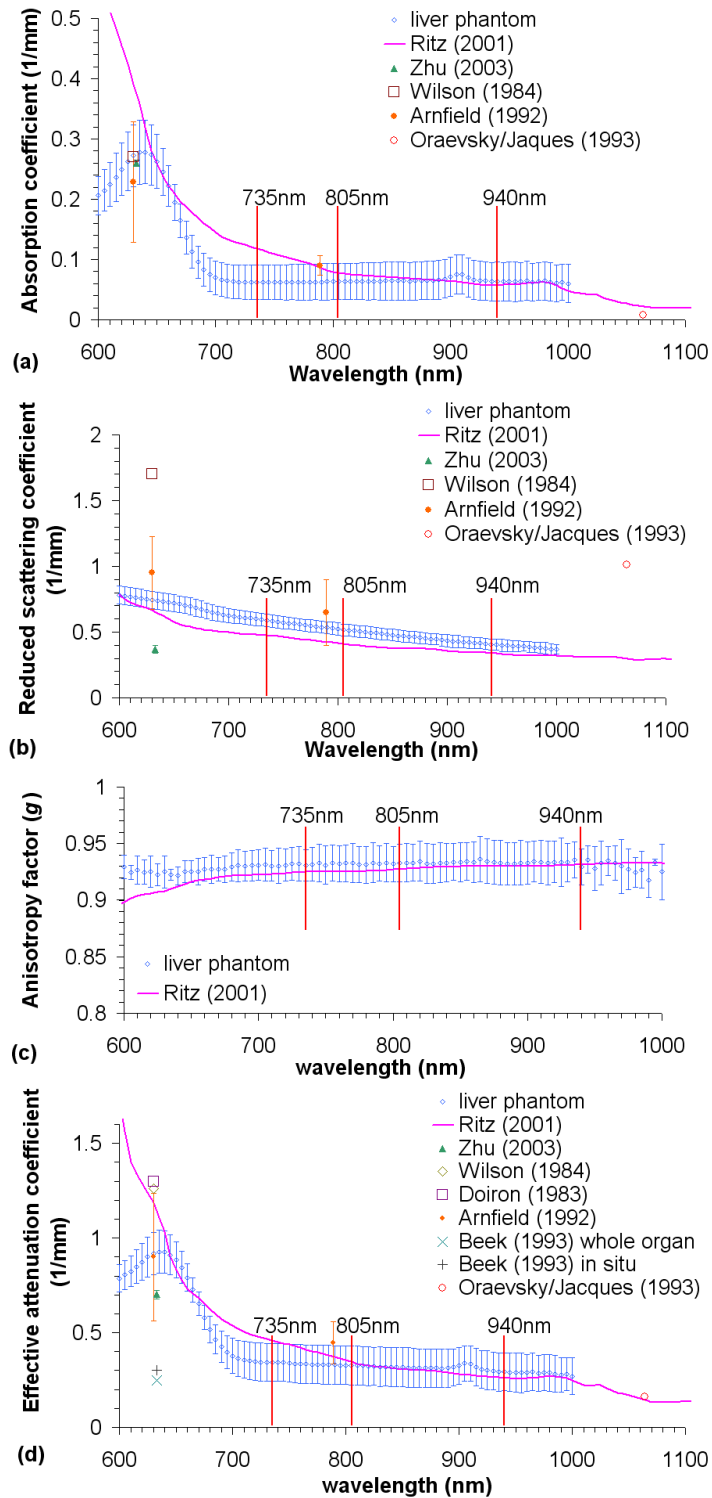 0.5
0.4
0.3
0.2
0.1
0
Absorption coefficient (1/mm)
liver phantom
Ritz (2001)
Zhu (2003)
Wilson (1984)
Arnfield (1992)
Oraevsky/Jaques (1993)
735nm
805nm
940nm
600
700
800
900
1000
1100
(a)
Wavelength (nm)
Reduced scattering coefficient
(1/mm)
2
1.5
1
0.5
0
liver phantom
Ritz (2001)
Zhu (2003)
Wilson (1984)
Arnfield (1992)
Oraevsky/Jacques (1993)
735nm
805nm
940nm
600
700
800
900
1000
1100
(b)
Wavelength (nm)
Anisotropy factor (g)
1
0.95
0.9
0.85
0.8
735nm
805nm
940nm
liver phantom
Ritz (2001)
600
700
800
900
1000
(c)
wavelength (nm)
Effective attenuation coefficient
(1/mm)
1.5
1
0.5
0
liver phantom
Ritz (2001)
Zhu (2003)
Wilson (1984)
Doiron (1983)
Arnfield (1992)
Beek (1993) whole organ
Beek (1993) in situ
Oraevsky/Jacques (1993)
735nm
805nm
940nm
600
700
800
900
1000
1100
(d)
wavelength (nm)